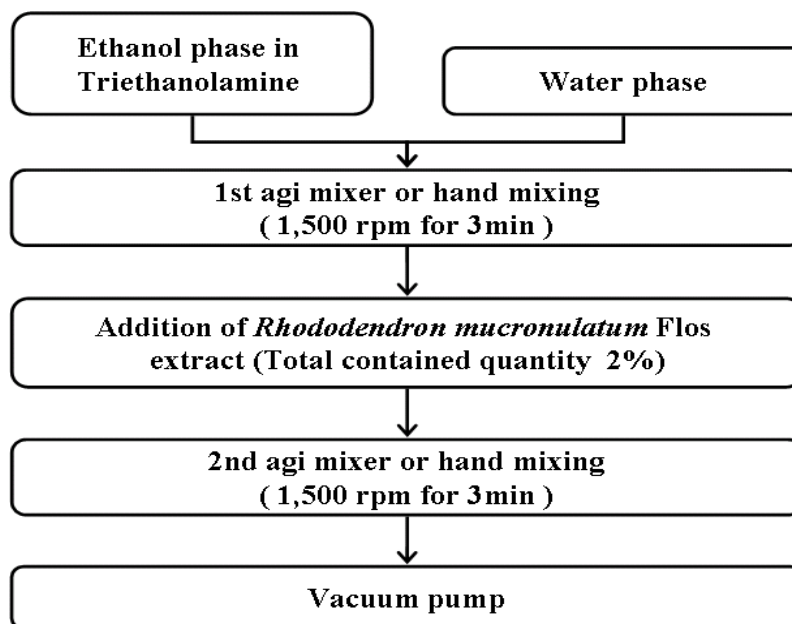 Ethanol phase in
Triethanolamine
Water phase
1st agi mixer or hand mixing
( 1,500 rpm for 3min )
Addition of Rhododendron mucronulatum Flos
extract (Total contained quantity 2%)
2nd agi mixer or hand mixing
( 1,500 rpm for 3min )
Vacuum pump